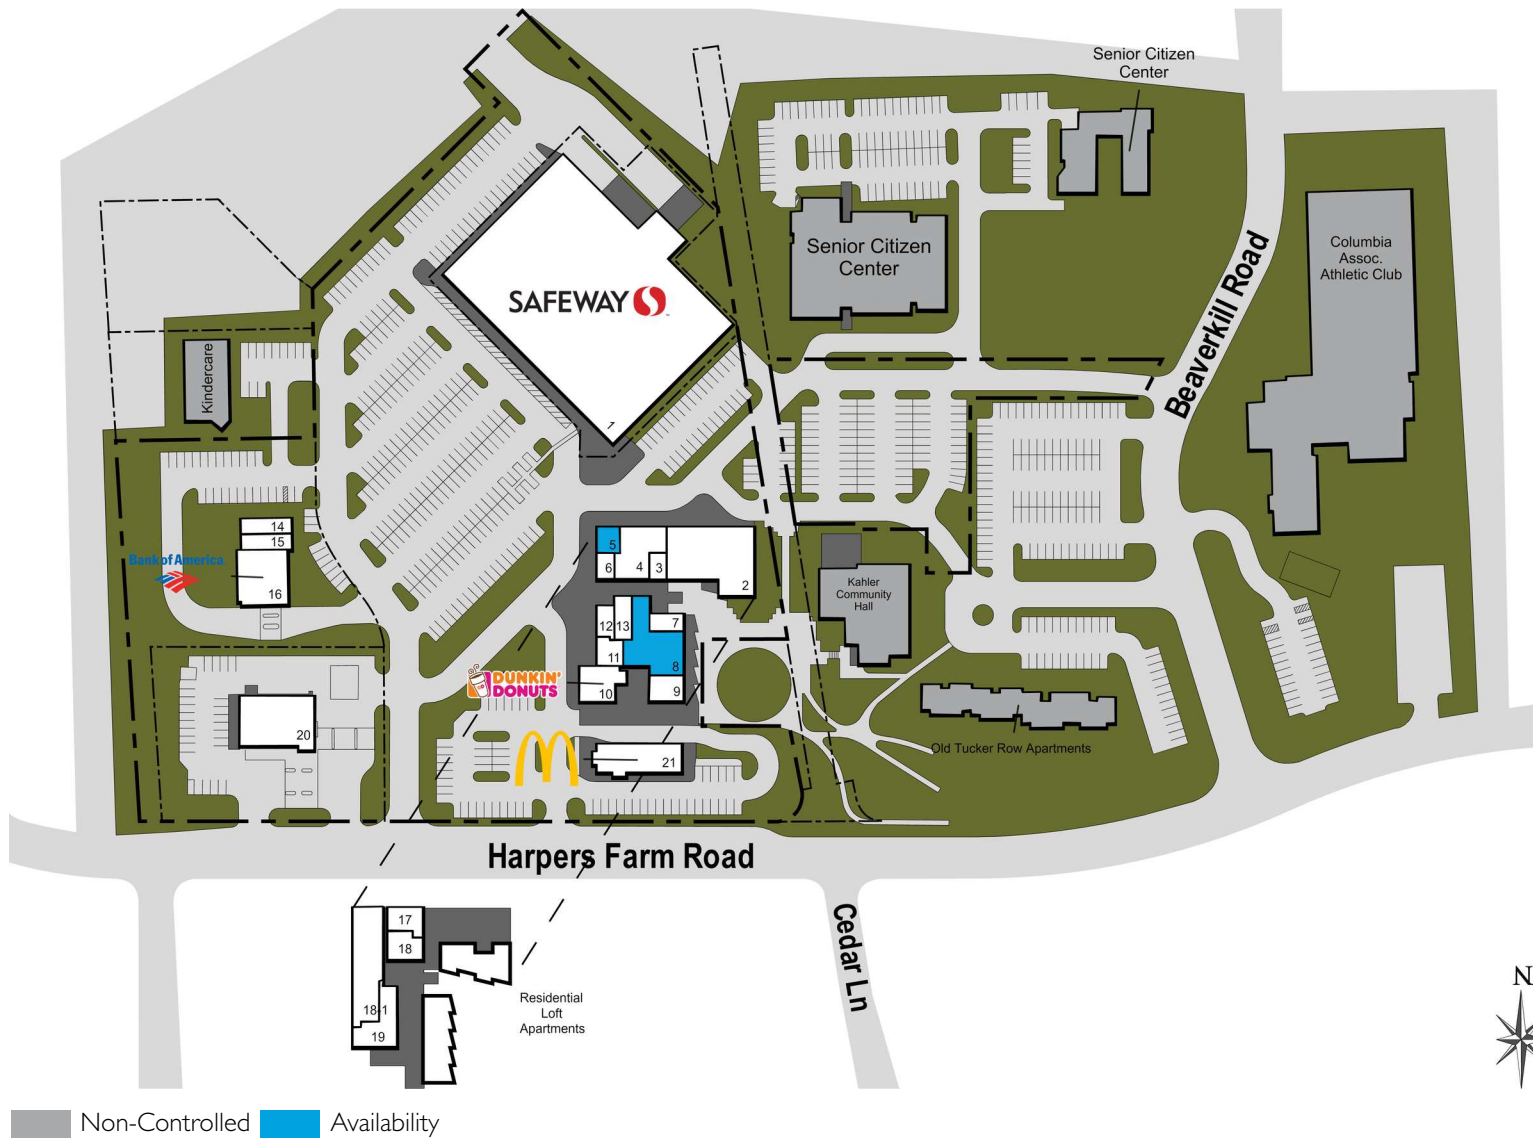 Senior Citizen
Center
Senior Citizen
Center
Columbia
Assoc.
Athletic Club
SAFEWAY
1
Beaverkill Road
Kindercare
14
15
16
Bank of America
5
6
4
3
2
Kahler
Community
Hall
12
13
7
11
8
10
9
DUNKIN'
DONUTS
20
21
Old Tucker Row Apartments
Harpers Farm Road
Cedar Ln
17
18
18-1
19
Residential
Loft
Apartments
N
Non-Controlled
Availability